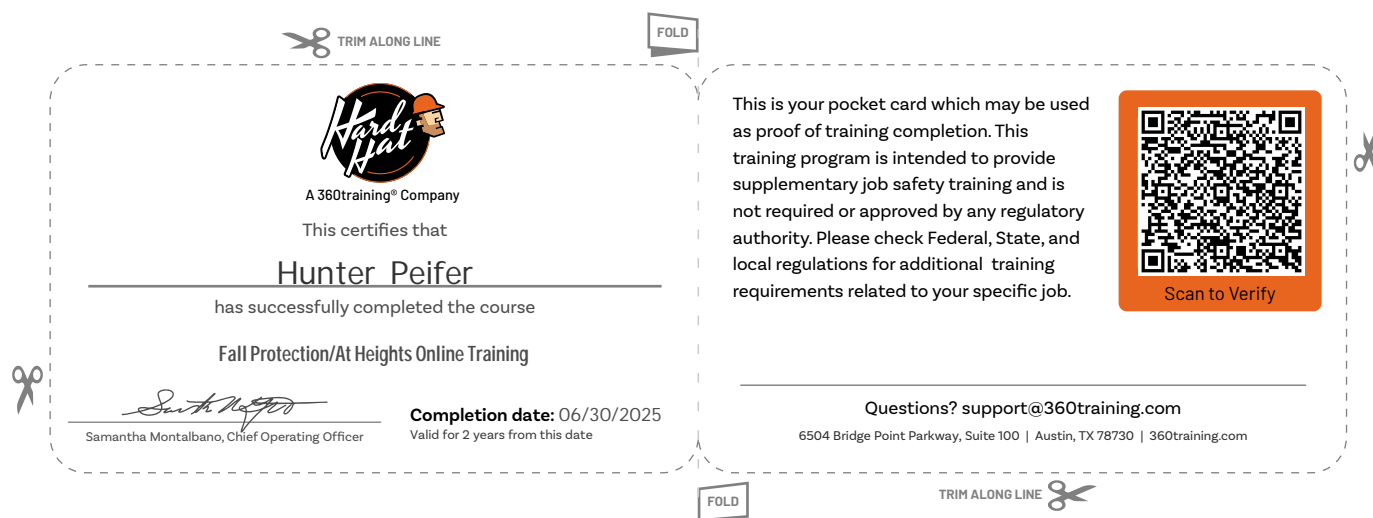 TRIM ALONG LINE
FOLD
Hard
Hat
A 360training® Company
This certifies that
Hunter Peifer
has successfully completed the course
Fall Protection/At Heights Online Training
Samantha Montalbano, Chief Operating Officer
Completion date: 06/30/2025
Valid for 2 years from this date
This is your pocket card which may be used
as proof of training completion. This
training program is intended to provide
supplementary job safety training and is
not required or approved by any regulatory
authority. Please check Federal, State, and
local regulations for additional training
requirements related to your specific job.
Scan to Verify
Questions? support@360training.com
6504 Bridge Point Parkway, Suite 100 | Austin, TX 78730 | 360training.com
FOLD
TRIM ALONG LINE